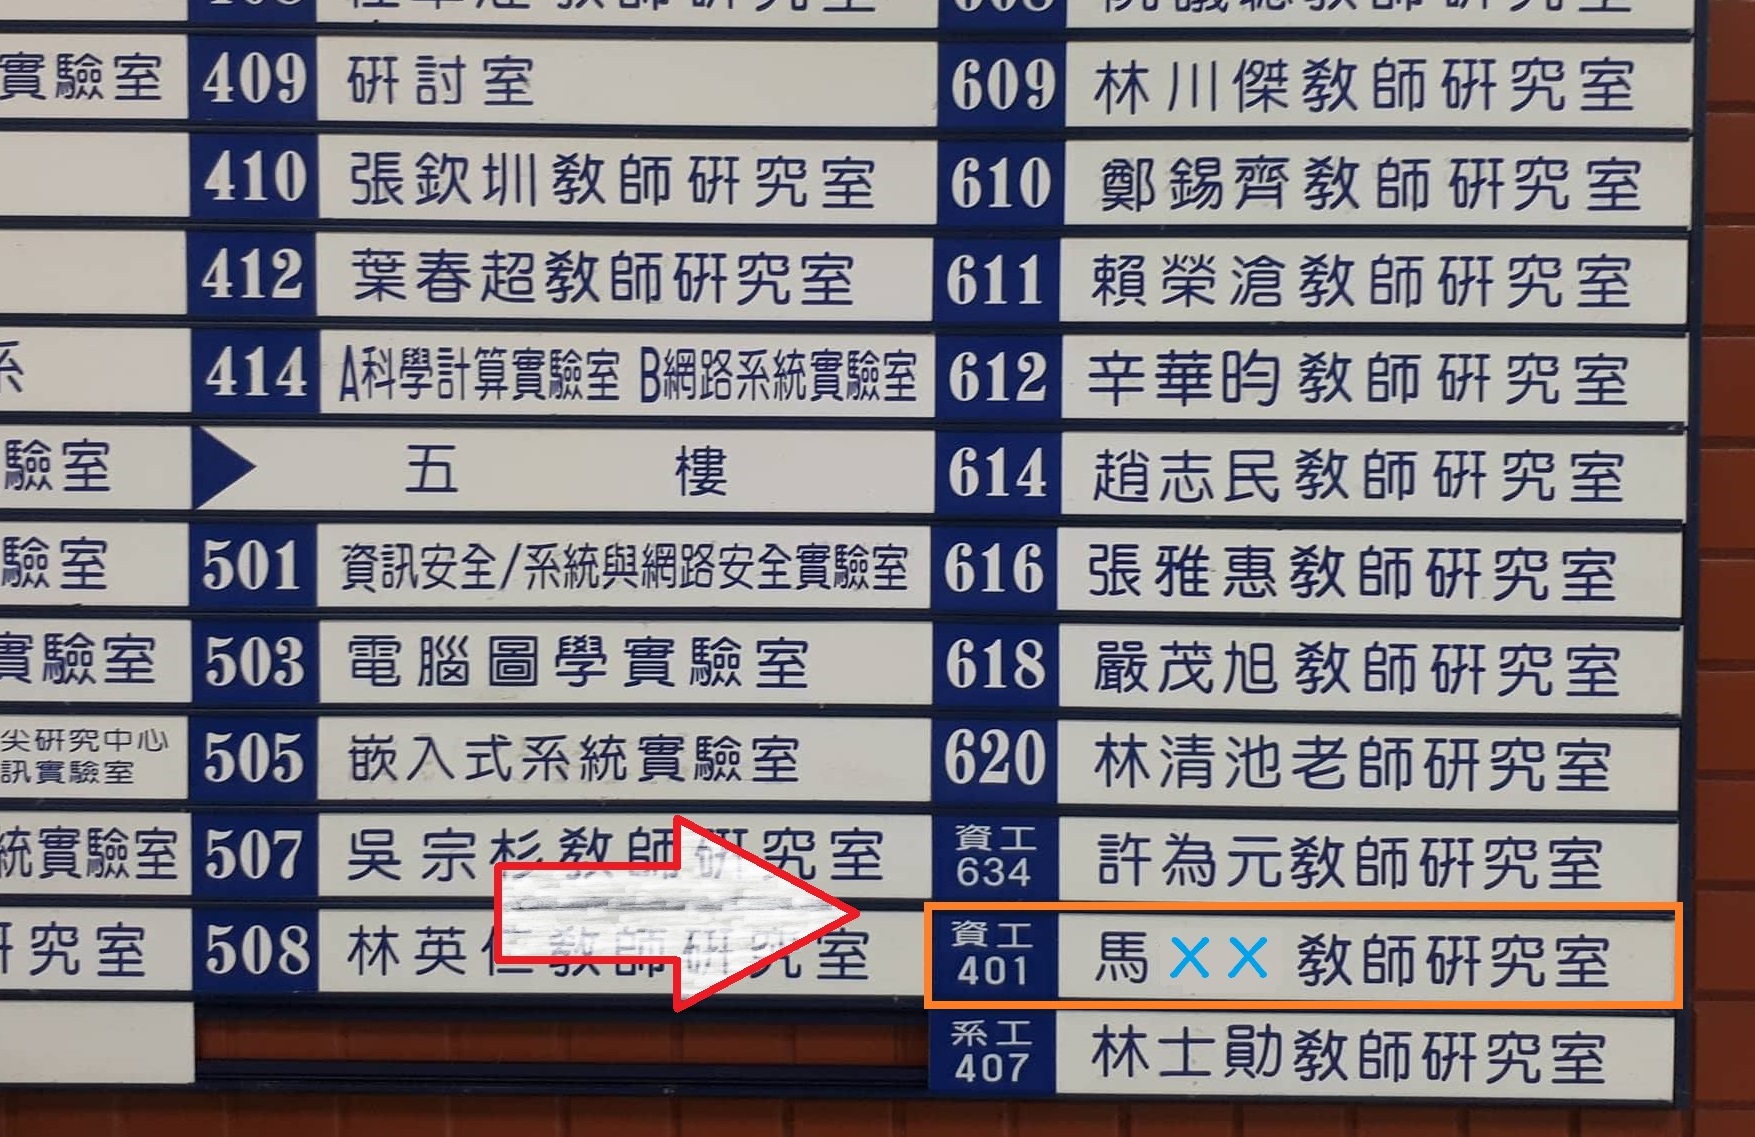 實驗室
409 研討室
410 張欽圳教師研究室
412 葉春超教師研究室
系
414 A科學計算實驗室 B網路系統實驗室
驗室
五樓
驗室
501 資訊安全/系統與網路安全實驗室
實驗室
503 電腦圖學實驗室
尖研究中心
訊實驗室
505 嵌入式系統實驗室
統實驗室
507 吳宗杉教師研究室
研究室
508 林英仁教師研究室
608
609 林川傑教師研究室
610 鄭錫齊教師研究室
611 賴榮滄教師研究室
612 辛華昀教師研究室
614 趙志民教師研究室
616 張雅惠教師研究室
618 嚴茂旭教師研究室
620 林清池老師研究室
資工
634 許為元教師研究室
資工
401 馬××教師研究室
系工
407 林士勛教師研究室